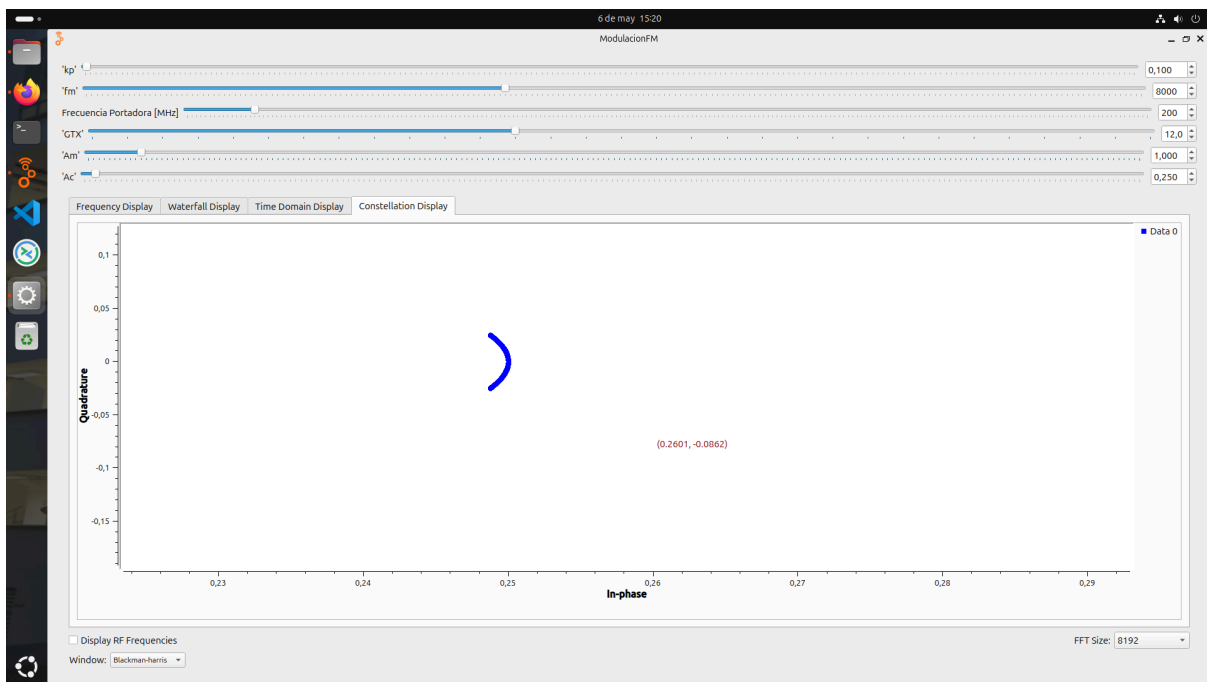 6 de may 15:20
ModulacionFM
'kp' 0,100
'fm' 8000
Frecuencia Portadora [MHz] 200
'GTX' 12,0
'Am' 1,000
'Ac' 0,250
Frequency Display Waterfall Display Time Domain Display Constellation Display
Data 0
0,1
0,05
0
-0,05
-0,1
-0,15
Quadrature
(0.2601, -0.0862)
0,23 0,24 0,25 0,26 0,27 0,28 0,29
In-phase
Display RF Frequencies FFT Size: 8192
Window: Blackman-harris